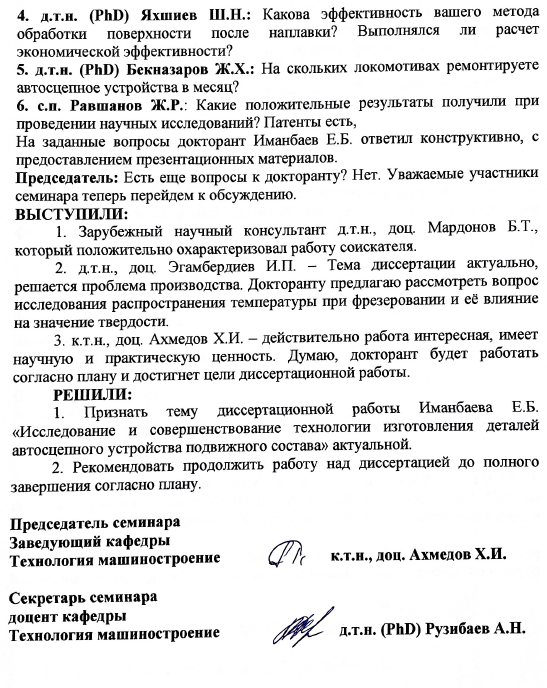 4. д.т.н. (PhD) Яхшиев Ш.Н.: Какова эффективность вашего метода
обработки поверхности после наплавки? Выполнялся ли расчет
экономической эффективности?
5. д.т.н. (PhD) Бекназаров Ж.Х.: На скольких локомотивах ремонтируете
автосцепное устройства в месяц?
6. с.п. Равшанов Ж.Р.: Какие положительные результаты получили при
проведении научных исследований? Патенты есть,
На заданные вопросы докторант Иманбаев Е.Б. ответил конструктивно, с
предоставлением презентационных материалов.
Председатель: Есть еще вопросы к докторанту? Нет. Уважаемые участники
семинара теперь перейдем к обсуждению.
ВЫСТУПИЛИ:
1. Зарубежный научный консультант д.т.н., доц. Мардонов Б.Т.,
который положительно охарактеризовал работу соискателя.
2. д.т.н., доц. Эгамбердиев И.П. – Тема диссертации актуально,
решается проблема производства. Докторанту предлагаю рассмотреть вопрос
исследования распространения температуры при фрезеровании и её влияние
на значение твердости.
3. к.т.н., доц. Ахмедов Х.И. – действительно работа интересная, имеет
научную и практическую ценность. Думаю, докторант будет работать
согласно плану и достигнет цели диссертационной работы.
РЕШИЛИ:
1. Признать тему диссертационной работы Иманбаева Е.Б.
«Исследование и совершенствование технологии изготовления деталей
автосцепного устройства подвижного состава» актуальной.
2. Рекомендовать продолжить работу над диссертацией до полного
завершения согласно плану.
Председатель семинара
Заведующий кафедры
Технология машиностроение к.т.н., доц. Ахмедов Х.И.
Секретарь семинара
доцент кафедры
Технология машиностроение д.т.н. (PhD) Рузибаев А.Н.